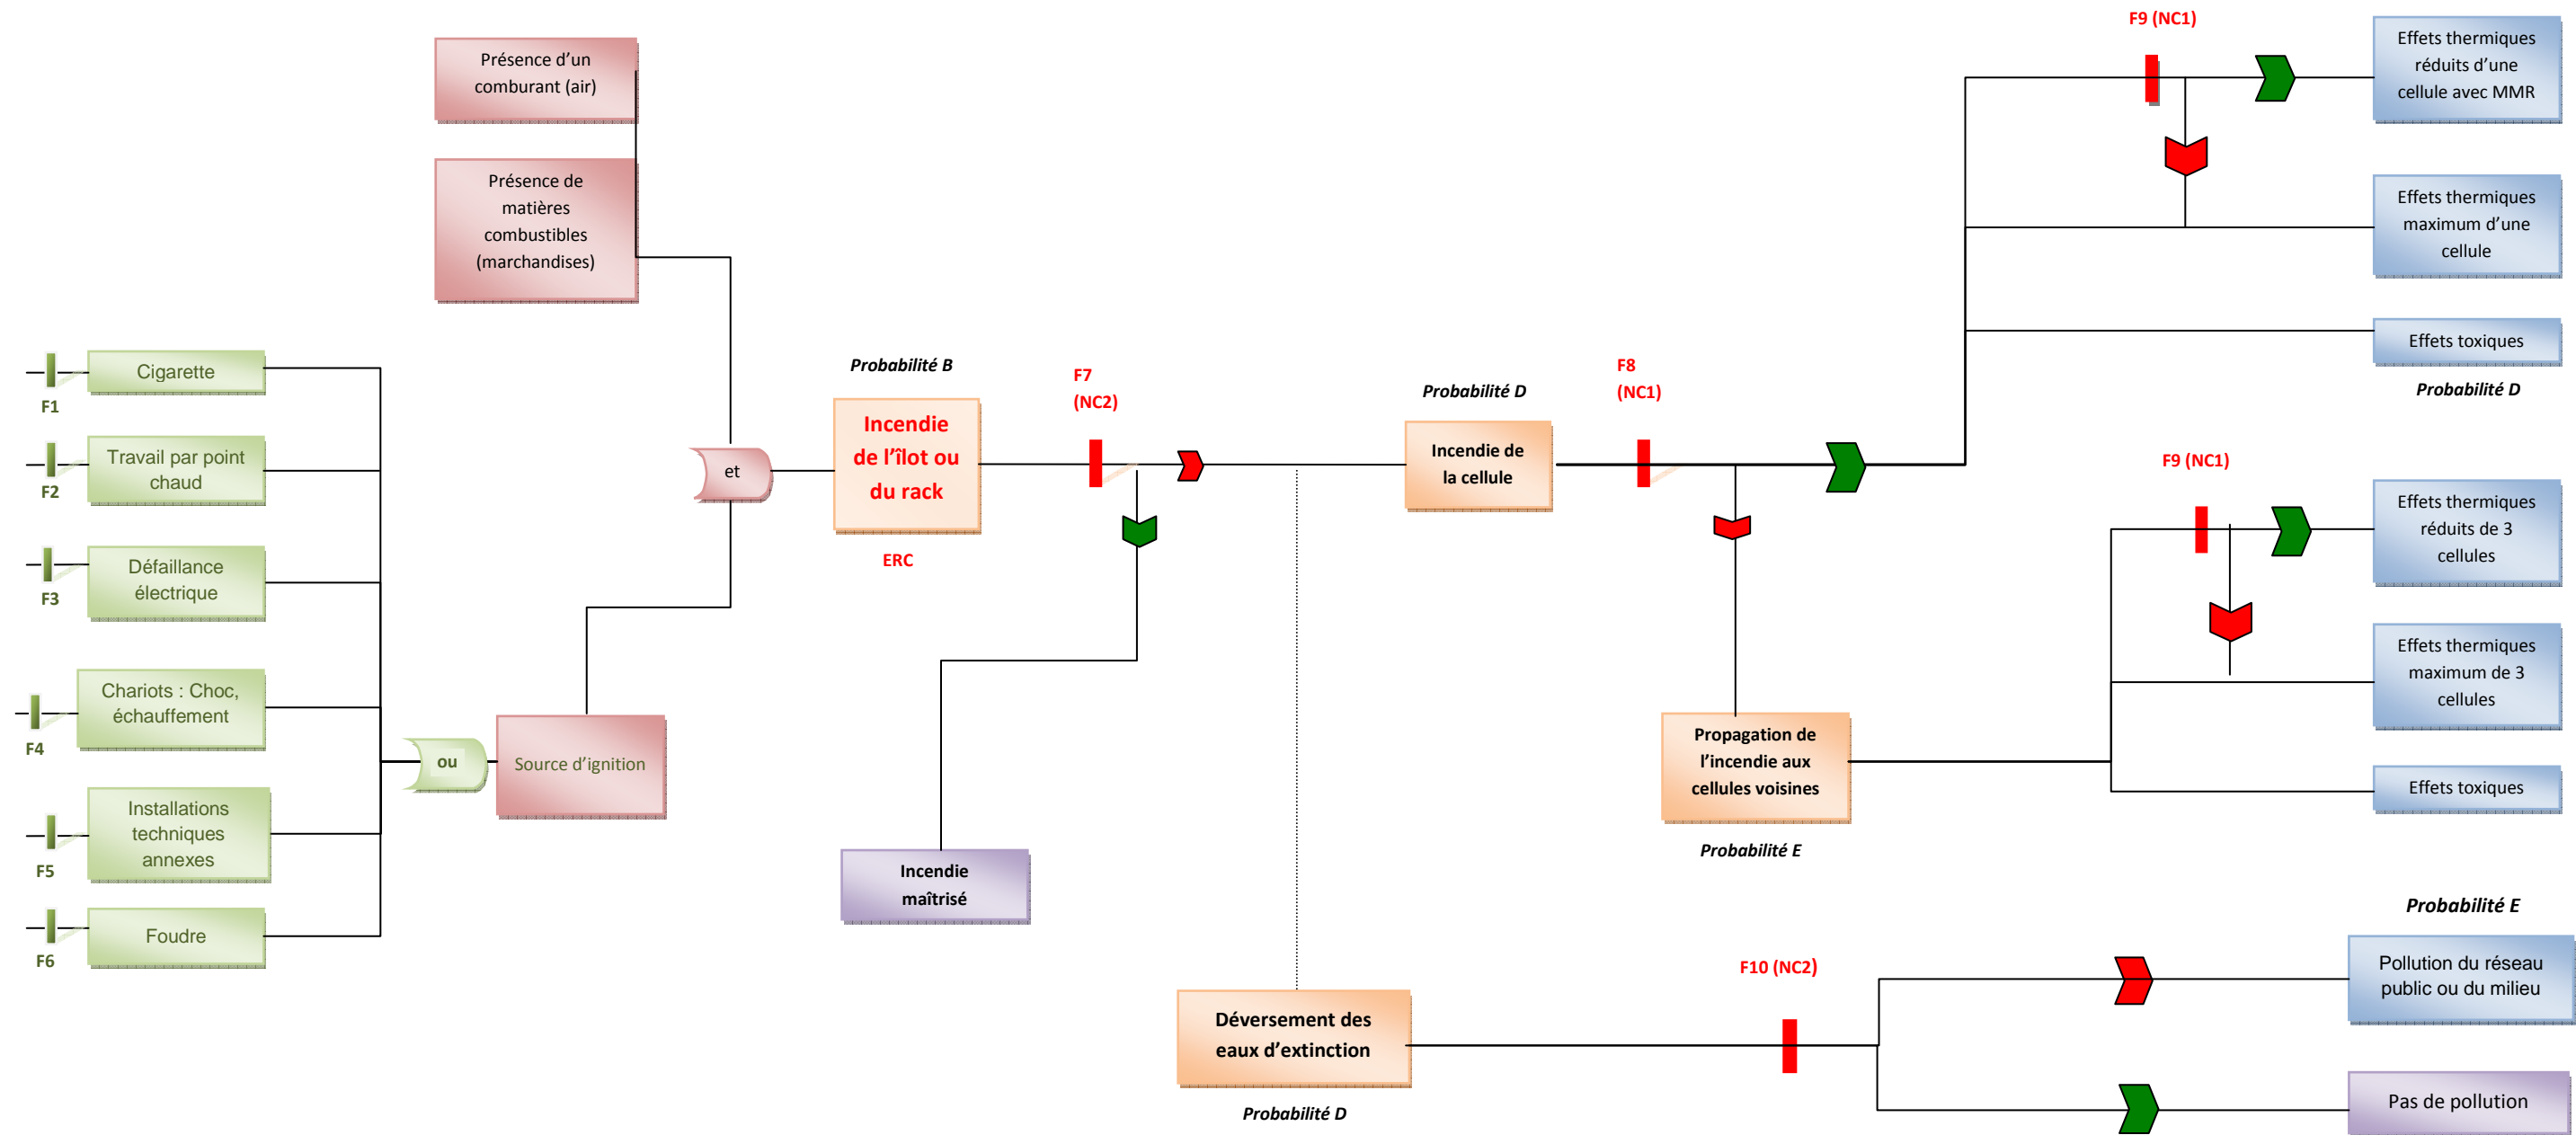 F9 (NC1)
Effets thermiques
réduits d'une
cellule avec MMR
Présence d'un
comburant (air)
Présence de
matières
combustibles
(marchandises)
Effets thermiques
maximum d'une
cellule
Effets toxiques
Probabilité D
Cigarette
F1
Travail par point
chaud
F2
Défaillance
électrique
F3
Chariots : Choc,
échauffement
F4
Installations
techniques
annexes
F5
Foudre
F6
ou
Source d'ignition
et
Probabilité B
Incendie
de l'îlot ou
du rack
ERC
F7
(NC2)
Incendie
maîtrisé
Probabilité D
Incendie de
la cellule
F8
(NC1)
F9 (NC1)
Effets thermiques
réduits de 3
cellules
Effets thermiques
maximum de 3
cellules
Effets toxiques
Propagation de
l'incendie aux
cellules voisines
Probabilité E
Déversement des
eaux d'extinction
Probabilité D
F10 (NC2)
Probabilité E
Pollution du réseau
public ou du milieu
Pas de pollution